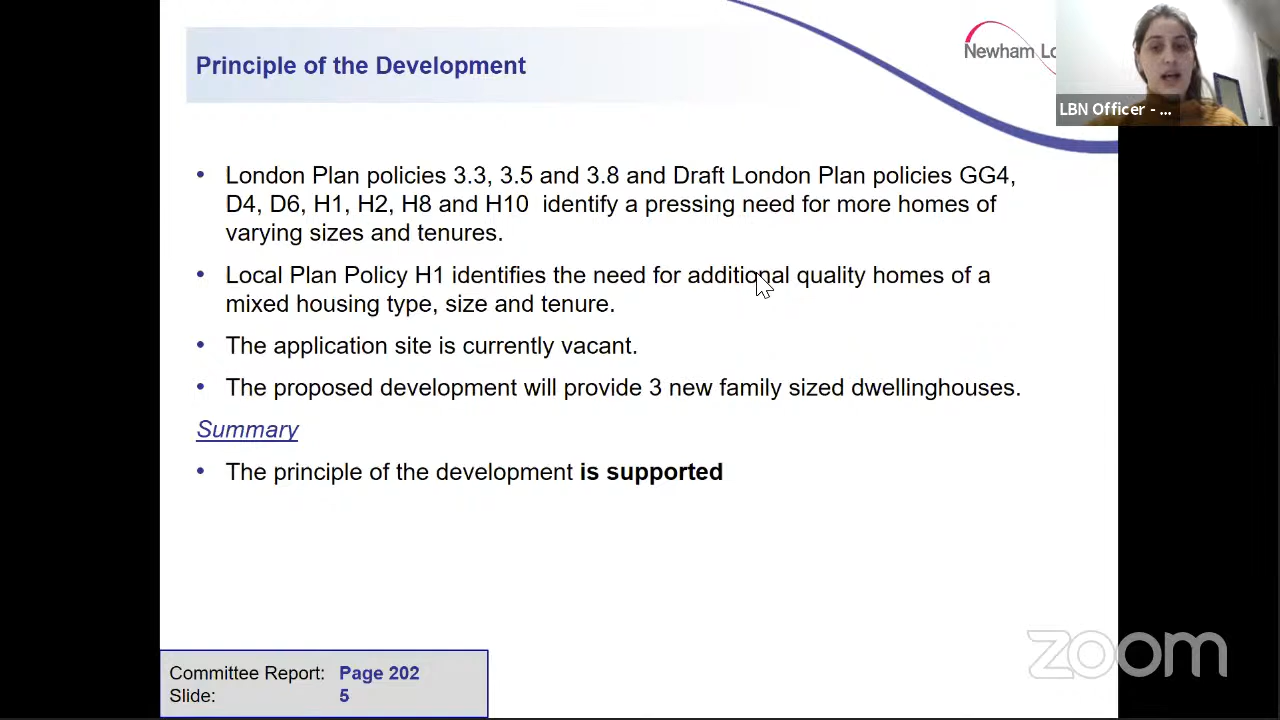 Principle of the Development
Newham Lo
LBN Officer - ...
• London Plan policies 3.3, 3.5 and 3.8 and Draft London Plan policies GG4,
D4, D6, H1, H2, H8 and H10 identify a pressing need for more homes of
varying sizes and tenures.
• Local Plan Policy H1 identifies the need for additional quality homes of a
mixed housing type, size and tenure.
• The application site is currently vacant.
• The proposed development will provide 3 new family sized dwellinghouses.
Summary
• The principle of the development is supported
zoom
Committee Report: Page 202
Slide: 5